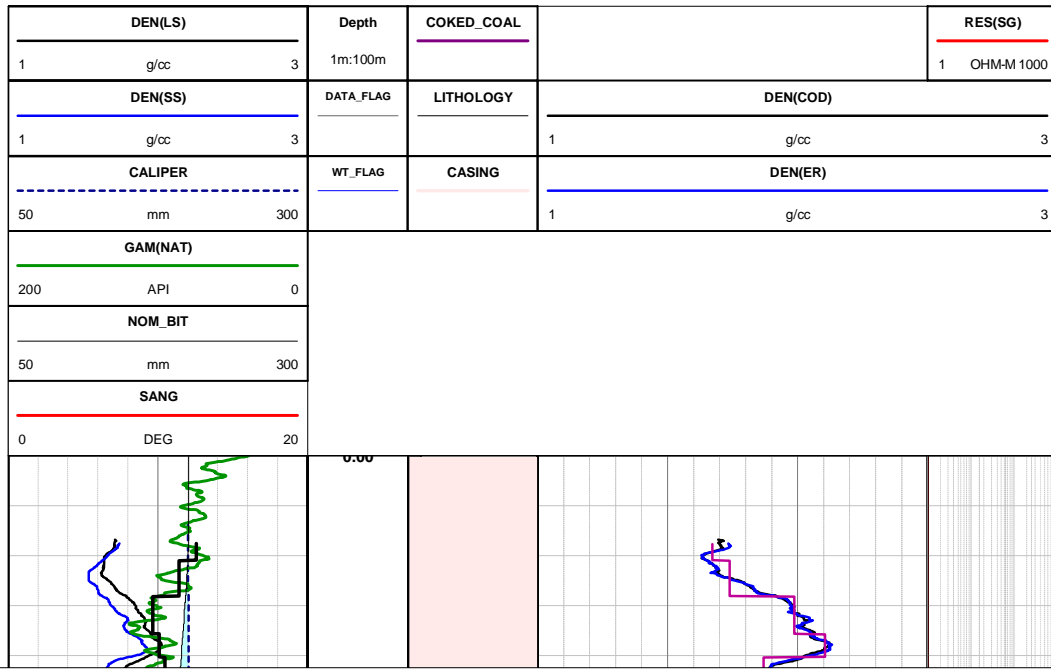 DEN(LS)
1 g/cc 3
Depth
1m:100m
COKED_COAL
RES(SG)
1 OHM-M 1000
DEN(SS)
1 g/cc 3
DATA_FLAG
LITHOLOGY
DEN(COD)
1 g/cc 3
CALIPER
50 mm 300
WT_FLAG
CASING
DEN(ER)
1 g/cc 3
GAM(NAT)
200 API 0
NOM_BIT
50 mm 300
SANG
0 DEG 20
0.00